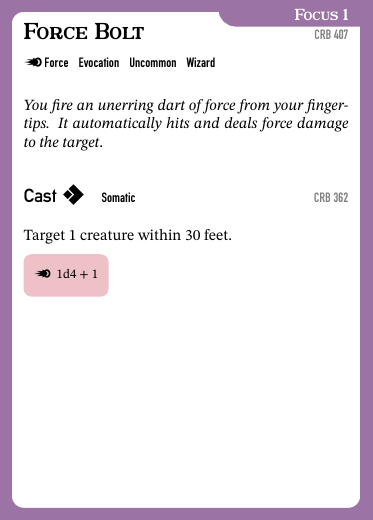 Focus 1
Force Bolt
CRB 407
Force Evocation Uncommon Wizard
You fire an unerring dart of force from your finger-
tips. It automatically hits and deals force damage
to the target.
Cast Somatic
CRB 362
Target 1 creature within 30 feet.
1d4 + 1